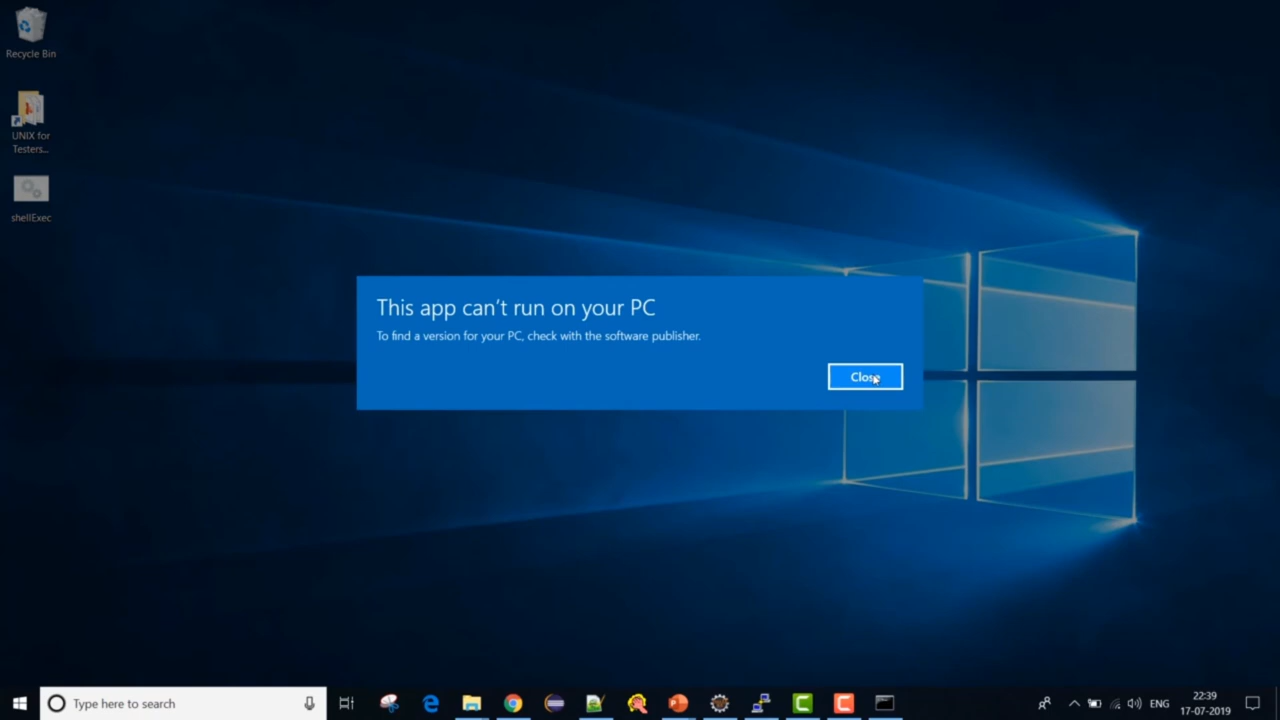 Recycle Bin
UNIX for
Testers...
shellExec
This app can't run on your PC
To find a version for your PC, check with the software publisher.
Close
Type here to search
ENG
22:39
17-07-2019